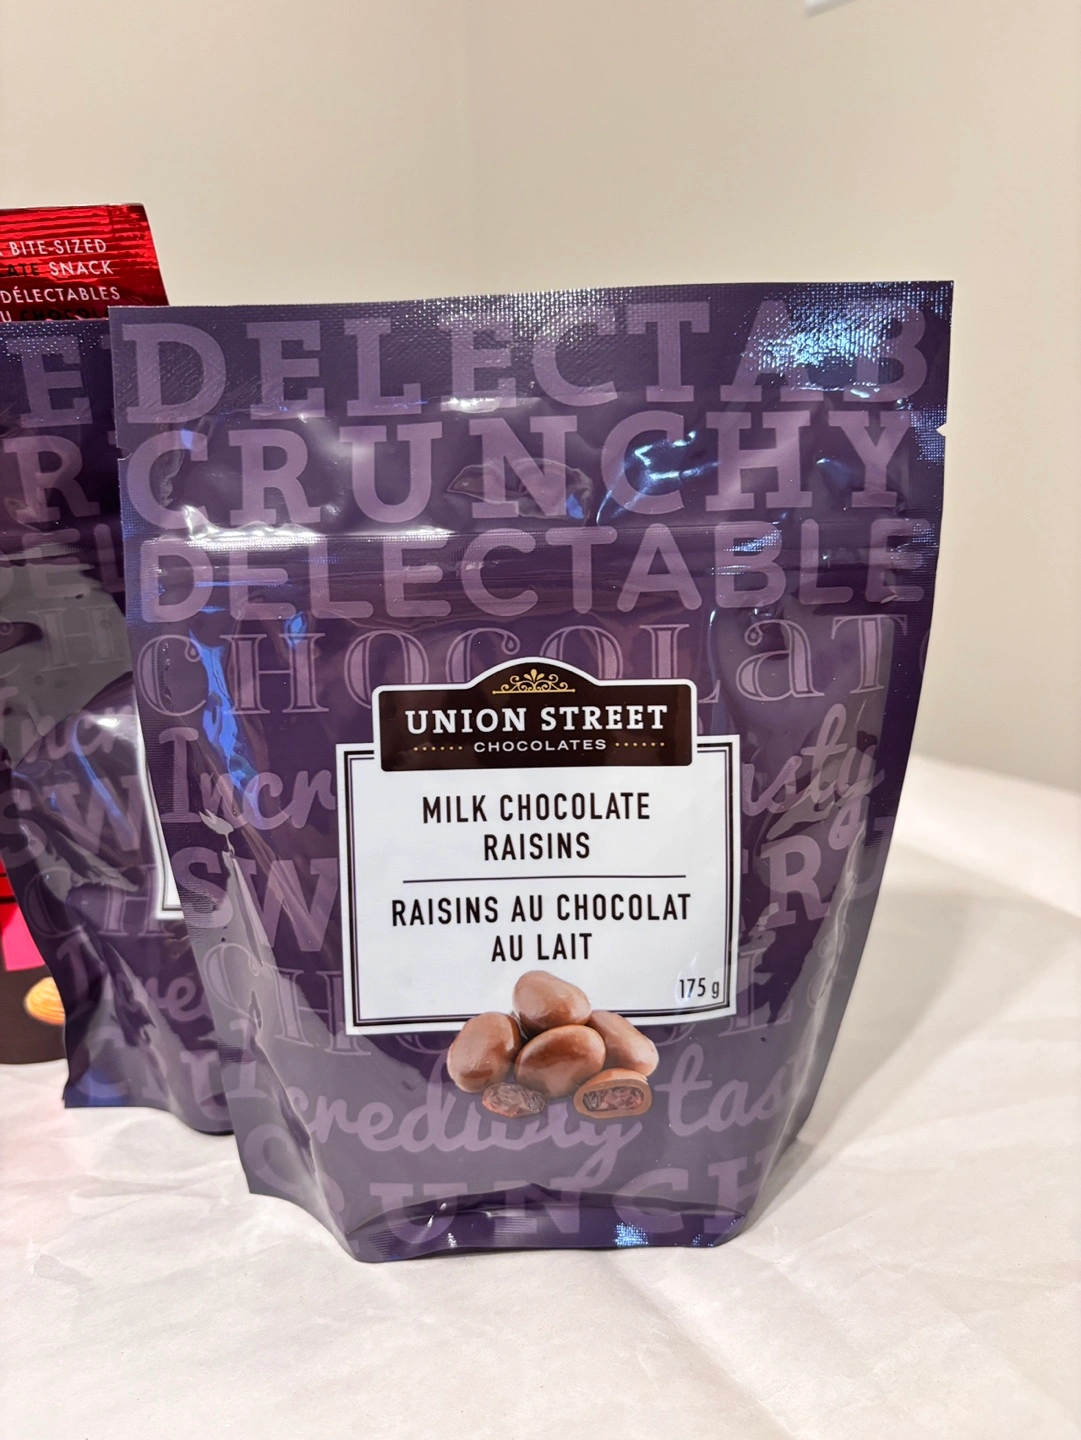 A BITE-SIZED
SNACK
DÉLECTABLES
DELECTAB
CRUNCHY
DELECTABLE
CHOCOLAT
UNION STREET
CHOCOLATES
MILK CHOCOLATE
RAISINS
RAISINS AU CHOCOLAT
AU LAIT
175 g